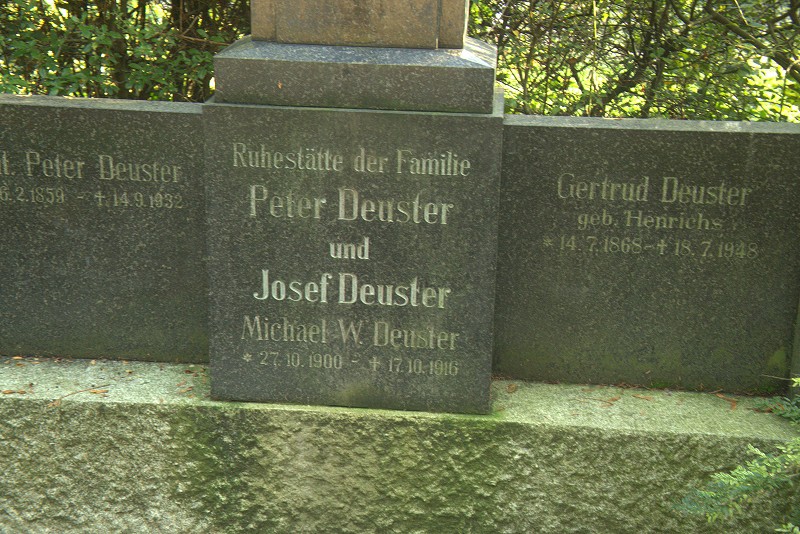 Peter Deuster
2.1859 - + 14.9.1932
Ruhestätte der Familie
Peter Deuster
und
Josef Deuster
Michael W. Deuster
* 27.10.1900 - + 17.10.1916
Gertrud Deuster
geb. Henrichs
* 14.7.1868 - + 18.7.1948